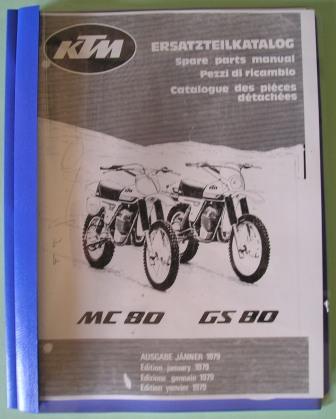 KTM
ERSATZTEILKATALOG
Spare parts manual
Pezzi di ricambio
Catalogue des pièces
détachées
MC 80 GS 80
AUSGABE JÄNNER 1979
Edition january 1979
Edizione gennaio 1979
Edition janvier 1979